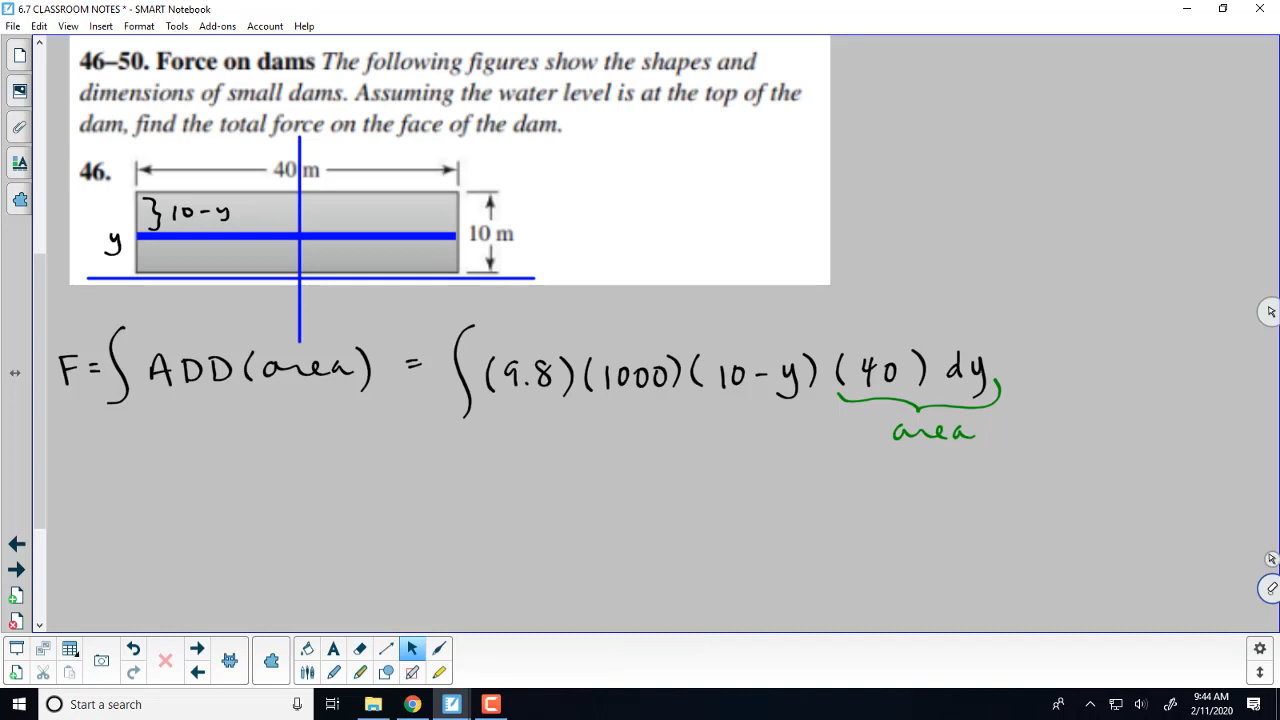 6.7 CLASSROOM NOTES * - SMART Notebook
File Edit View Insert Format Tools Add-ons Account Help
46–50. Force on dams The following figures show the shapes and
dimensions of small dams. Assuming the water level is at the top of the
dam, find the total force on the face of the dam.
46.
40 m
} 10 - y
y
10 m
F = ∫ ADD (area) = ∫ (9.8)(1000)(10 - y)(40) dy
area
A
Start a search
9:44 AM
2/11/2020